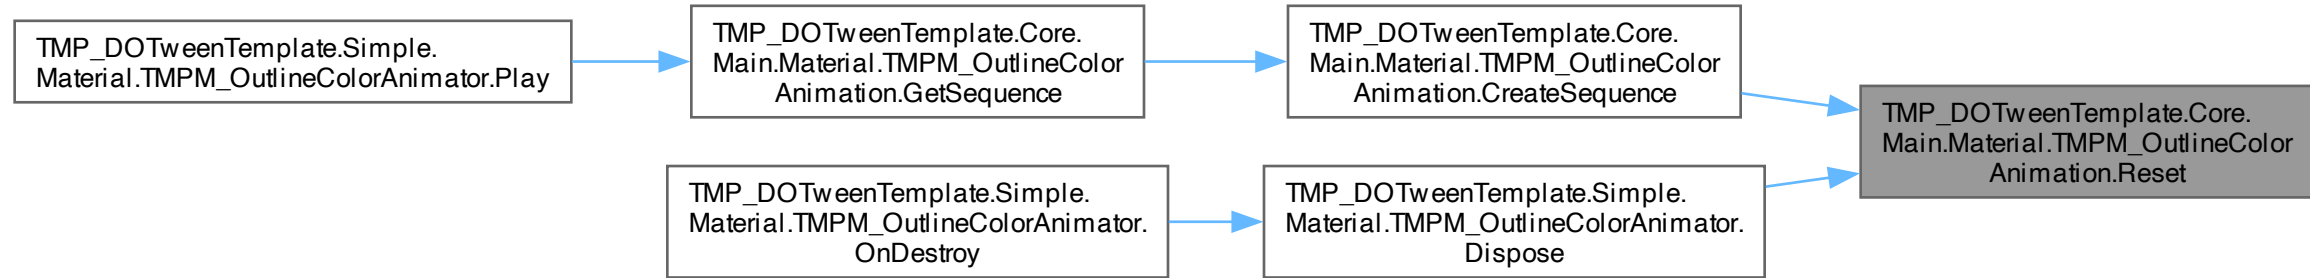 TMP_DOTweenTemplate.Simple.
Material.TMPM_OutlineColorAnimator.Play
TMP_DOTweenTemplate.Core.
Main.Material.TMPM_OutlineColor
Animation.GetSequence
TMP_DOTweenTemplate.Core.
Main.Material.TMPM_OutlineColor
Animation.CreateSequence
TMP_DOTweenTemplate.Core.
Main.Material.TMPM_OutlineColor
Animation.Reset
TMP_DOTweenTemplate.Simple.
Material.TMPM_OutlineColorAnimator.
OnDestroy
TMP_DOTweenTemplate.Simple.
Material.TMPM_OutlineColorAnimator.
Dispose